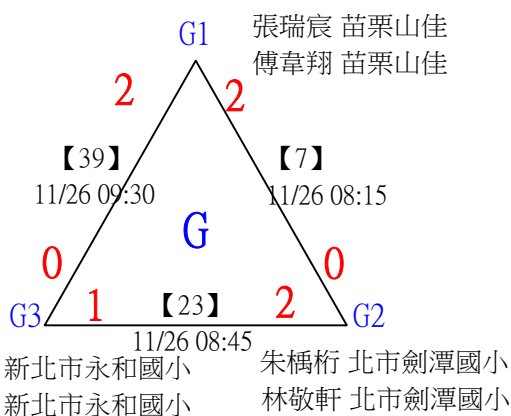 G1
張瑞宸 苗栗山佳
傅韋翔 苗栗山佳
2
2
【39】
11/26 09:30
【7】
11/26 08:15
G
0
0
G3
1
【23】
2
G2
11/26 08:45
新北市永和國小
新北市永和國小
朱楀桁 北市劍潭國小
林敬軒 北市劍潭國小